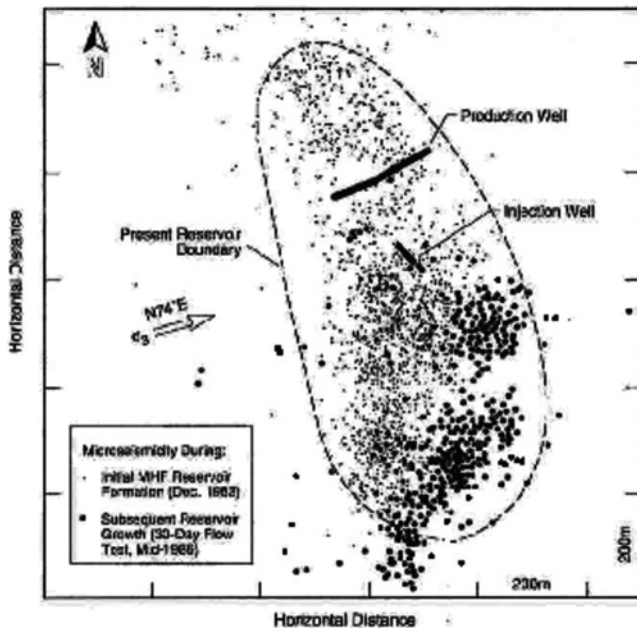 N
Production Well
Injection Well
Present Reservoir
Boundary
N74°E
σ3
Horizontal Distance
Microseismicity During:
Initial MHF Reservoir
Formation (Dec. 1983)
Subsequent Reservoir
Growth (30-Day Flow
Test, Mid-1986)
200m
200m
Horizontal Distance